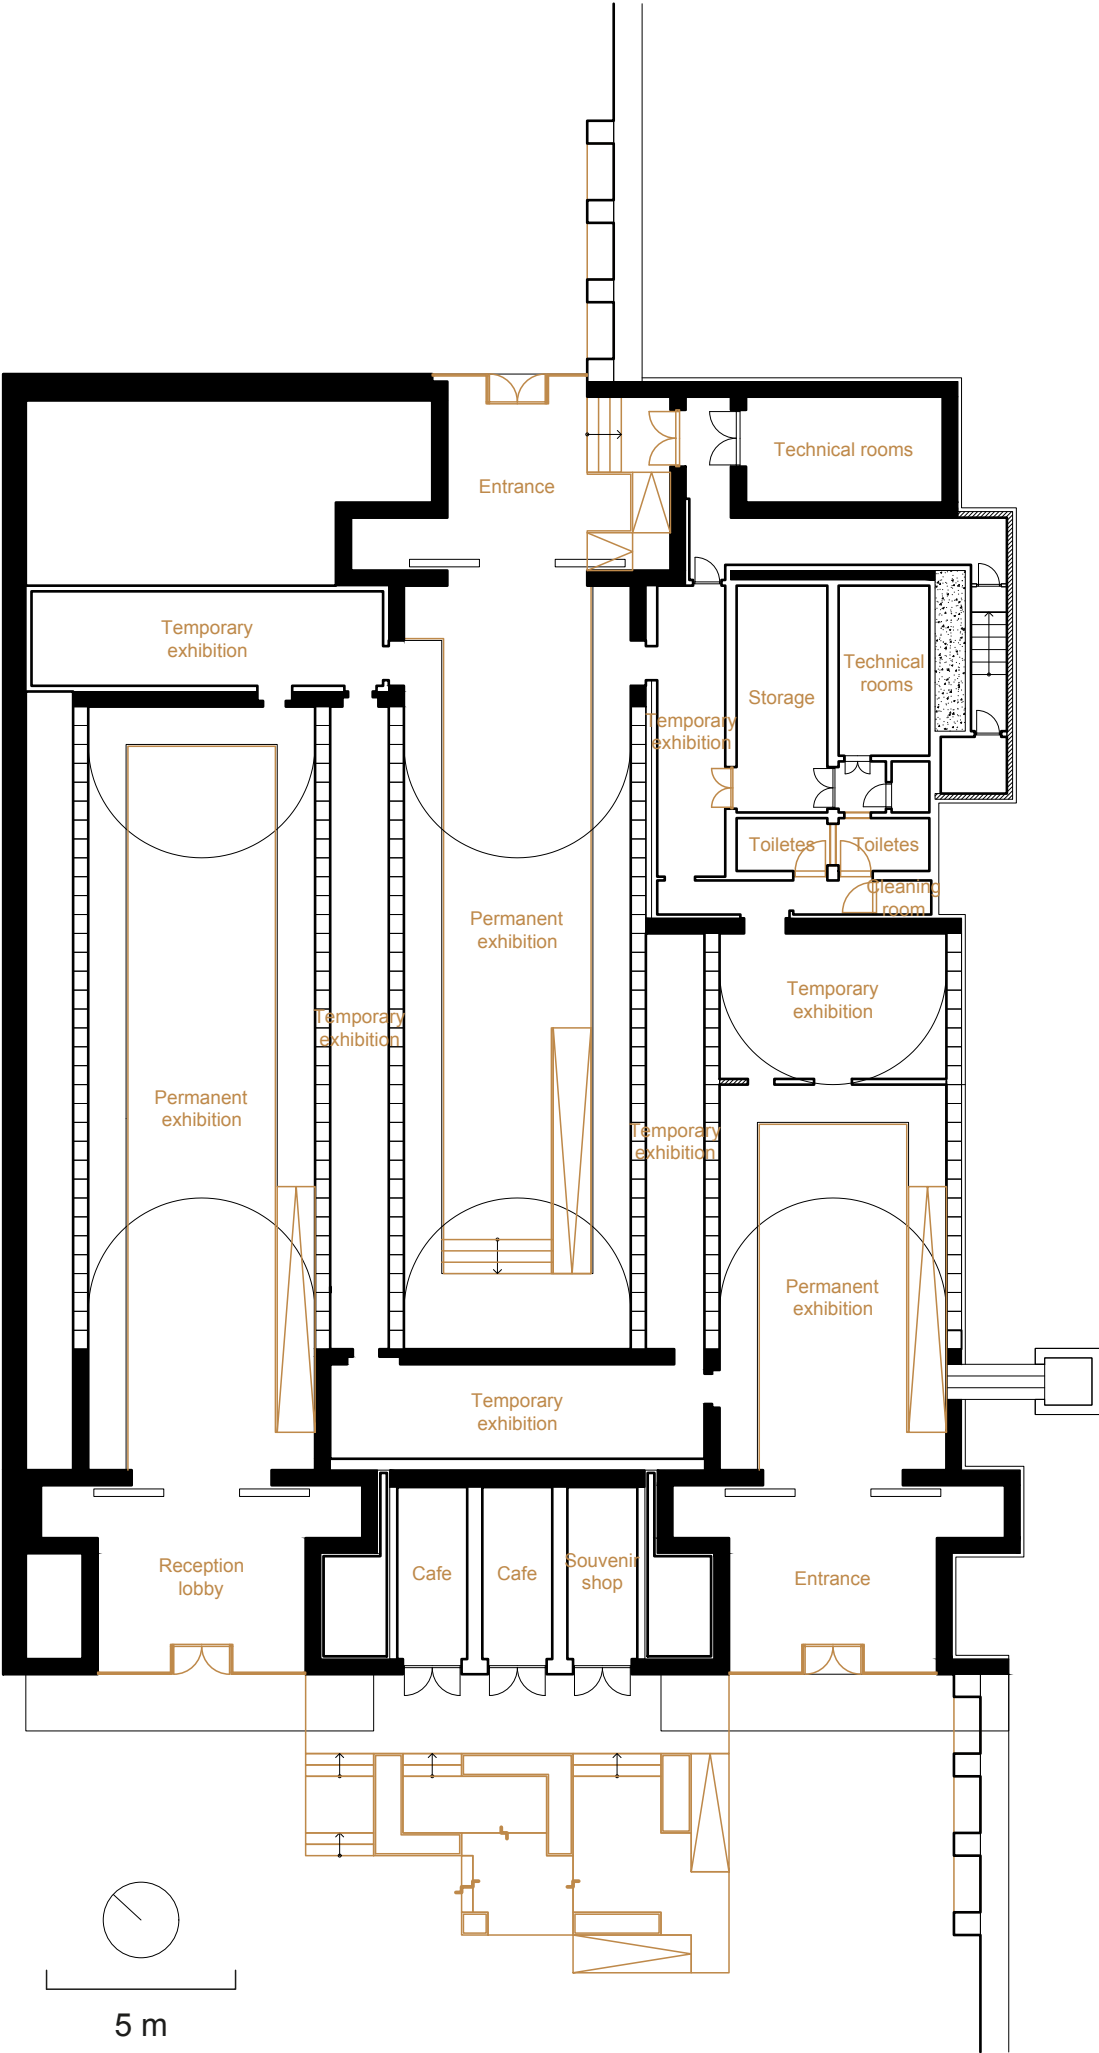 Technical rooms
Entrance
Temporary
exhibition
Technical
rooms
Storage
Temporary
exhibition
Toiletes
Toiletes
Cleaning
room
Permanent
exhibition
Temporary
exhibition
Temporary
exhibition
Permanent
exhibition
Temporary
exhibition
Permanent
exhibition
Temporary
exhibition
Reception
lobby
Cafe
Cafe
Souvenir
shop
Entrance
5 m